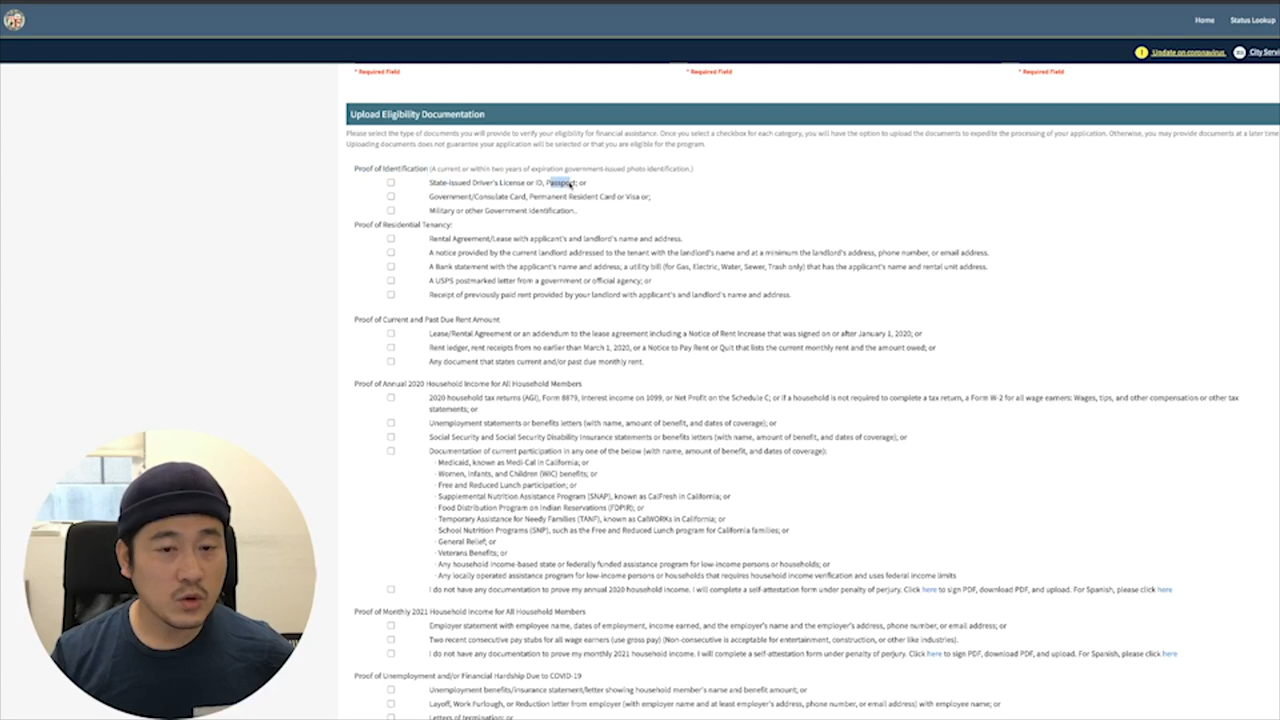 Home Status Lookup
! Update on coronavirus City Servi
* Required Field * Required Field * Required Field
Upload Eligibility Documentation
Please select the type of documents you will provide to verify your eligibility for financial assistance. Once you select a checkbox for each category, you will have the option to upload the documents to expedite the processing of your application. Otherwise, you may provide documents at a later time
Uploading documents does not guarantee your application will be selected or that you are eligible for the program.
Proof of Identification (A current or within two years of expiration government-issued photo identification.)
State-issued Driver's License or ID, Passport; or
Government/Consulate Card, Permanent Resident Card or Visa or;
Military or other Government Identification..
Proof of Residential Tenancy:
Rental Agreement/Lease with applicant's and landlord's name and address.
A notice provided by the current landlord addressed to the tenant with the landlord's name and at a minimum the landlord's address, phone number, or email address.
A Bank statement with the applicant's name and address; a utility bill (for Gas, Electric, Water, Sewer, Trash only) that has the applicant's name and rental unit address.
A USPS postmarked letter from a government or official agency; or
Receipt of previously paid rent provided by your landlord with applicant's and landlord's name and address.
Proof of Current and Past Due Rent Amount
Lease/Rental Agreement or an addendum to the lease agreement including a Notice of Rent Increase that was signed on or after January 1, 2020; or
Rent ledger, rent receipts from no earlier than March 1, 2020, or a Notice to Pay Rent or Quit that lists the current monthly rent and the amount owed; or
Any document that states current and/or past due monthly rent.
Proof of Annual 2020 Household Income for All Household Members
2020 household tax returns (AGI), Form 8879, Interest income on 1099, or Net Profit on the Schedule C; or if a household is not required to complete a tax return, a Form W-2 for all wage earners: Wages, tips, and other compensation or other tax
statements; or
Unemployment statements or benefits letters (with name, amount of benefit, and dates of coverage); or
Social Security and Social Security Disability Insurance statements or benefits letters (with name, amount of benefit, and dates of coverage); or
Documentation of current participation in any one of the below (with name, amount of benefit, and dates of coverage):
· Medicaid, known as Medi-Cal in California; or
· Women, Infants, and Children (WIC) benefits; or
· Free and Reduced Lunch participation; or
· Supplemental Nutrition Assistance Program (SNAP), known as CalFresh in California; or
· Food Distribution Program on Indian Reservations (FDPIR); or
· Temporary Assistance for Needy Families (TANF), known as CalWORKs in California; or
· School Nutrition Programs (SNP), such as the Free and Reduced Lunch program for California families; or
· General Relief; or
· Veterans Benefits; or
· Any household income-based state or federally funded assistance program for low-income persons or households; or
· Any locally operated assistance program for low-income persons or households that requires household income verification and uses federal income limits
I do not have any documentation to prove my annual 2020 household income. I will complete a self-attestation form under penalty of perjury. Click here to sign PDF, download PDF, and upload. For Spanish, please click here
Proof of Monthly 2021 Household Income for All Household Members
Employer statement with employee name, dates of employment, income earned, and the employer's name and the employer's address, phone number, or email address; or
Two recent consecutive pay stubs for all wage earners (use gross pay) (Non-consecutive is acceptable for entertainment, construction, or other like industries).
I do not have any documentation to prove my monthly 2021 household income. I will complete a self-attestation form under penalty of perjury. Click here to sign PDF, download PDF, and upload. For Spanish, please click here
Proof of Unemployment and/or Financial Hardship Due to COVID-19
Unemployment benefits/insurance statement/letter showing household member's name and benefit amount; or
Layoff, Work Furlough, or Reduction letter from employer (with employer name and at least employer's address, phone number, or email address) with employee name; or
Letters of termination; or